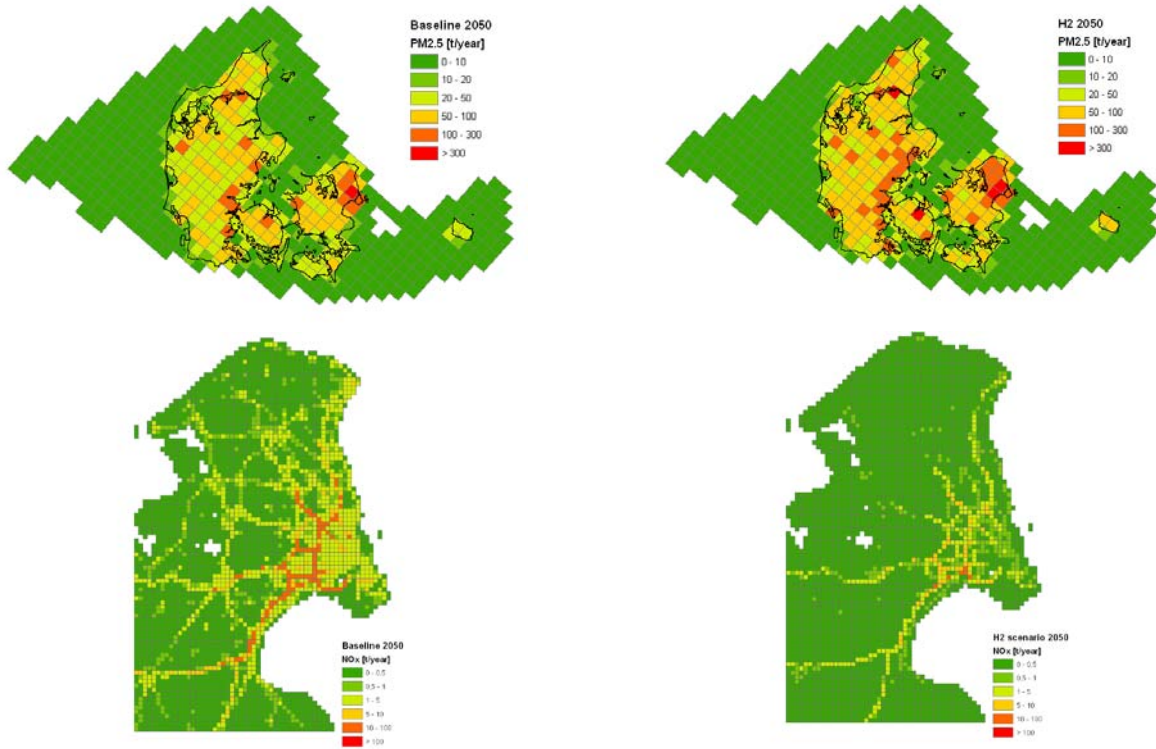 Baseline 2050
PM2.5 [t/year]
0 - 10
10 - 20
20 - 50
50 - 100
100 - 300
> 300
H2 2050
PM2.5 [t/year]
0 - 10
10 - 20
20 - 50
50 - 100
100 - 300
> 300
Baseline 2050
NOx [t/year]
0 - 0,5
0,5 - 1
1 - 5
5 - 10
10 - 100
> 100
H2 scenario 2050
NOx [t/year]
0 - 0,5
0,5 - 1
1 - 5
5 - 10
10 - 100
> 100